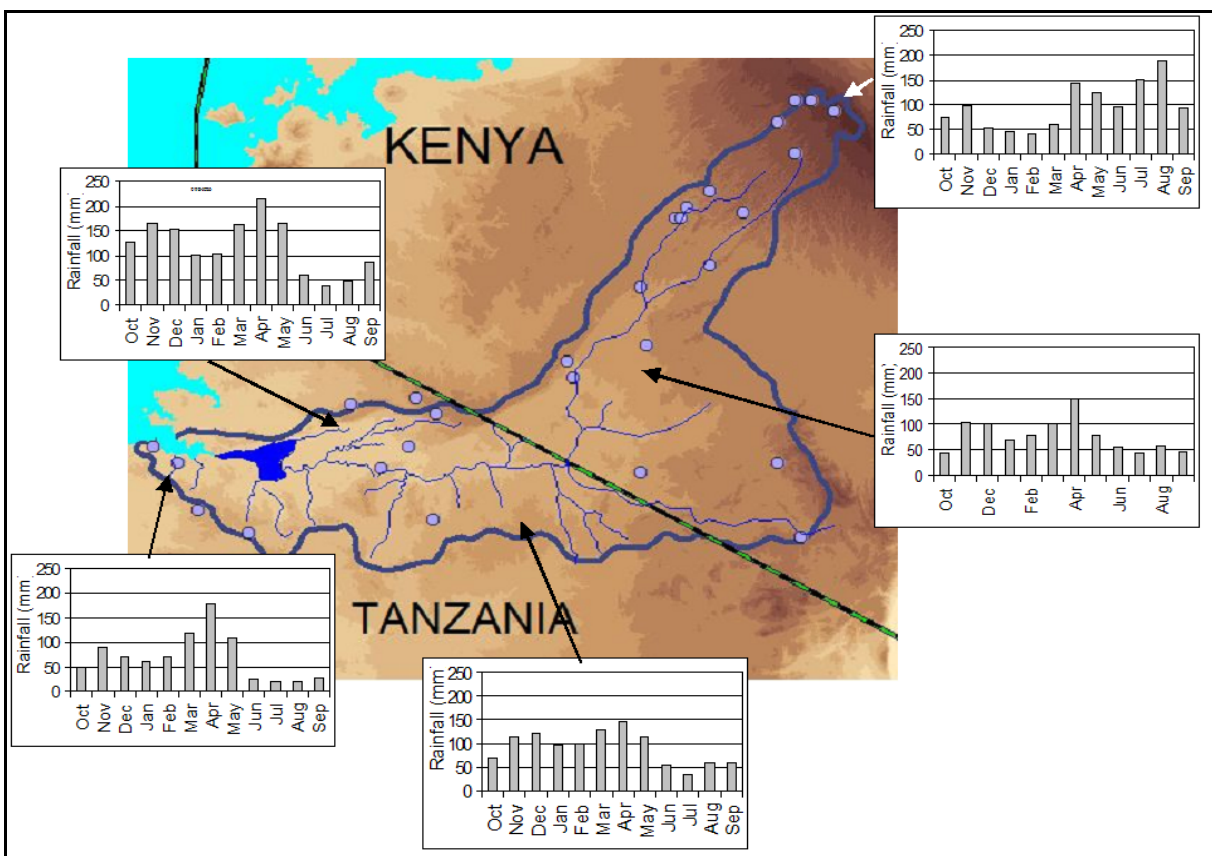 250
200
150
100
50
0
Rainfall (mm)
Oct
Nov
Dec
Jan
Feb
Mar
Apr
May
Jun
Jul
Aug
Sep
KENYA
250
200
150
100
50
0
Rainfall (mm)
Oct
Nov
Dec
Jan
Feb
Mar
Apr
May
Jun
Jul
Aug
Sep
250
200
150
100
50
0
Rainfall (mm)
Oct
Dec
Feb
Apr
Jun
Aug
250
200
150
100
50
0
Rainfall (mm)
Oct
Nov
Dec
Jan
Feb
Mar
Apr
May
Jun
Jul
Aug
Sep
TANZANIA
250
200
150
100
50
0
Rainfall (mm)
Oct
Nov
Dec
Jan
Feb
Mar
Apr
May
Jun
Jul
Aug
Sep